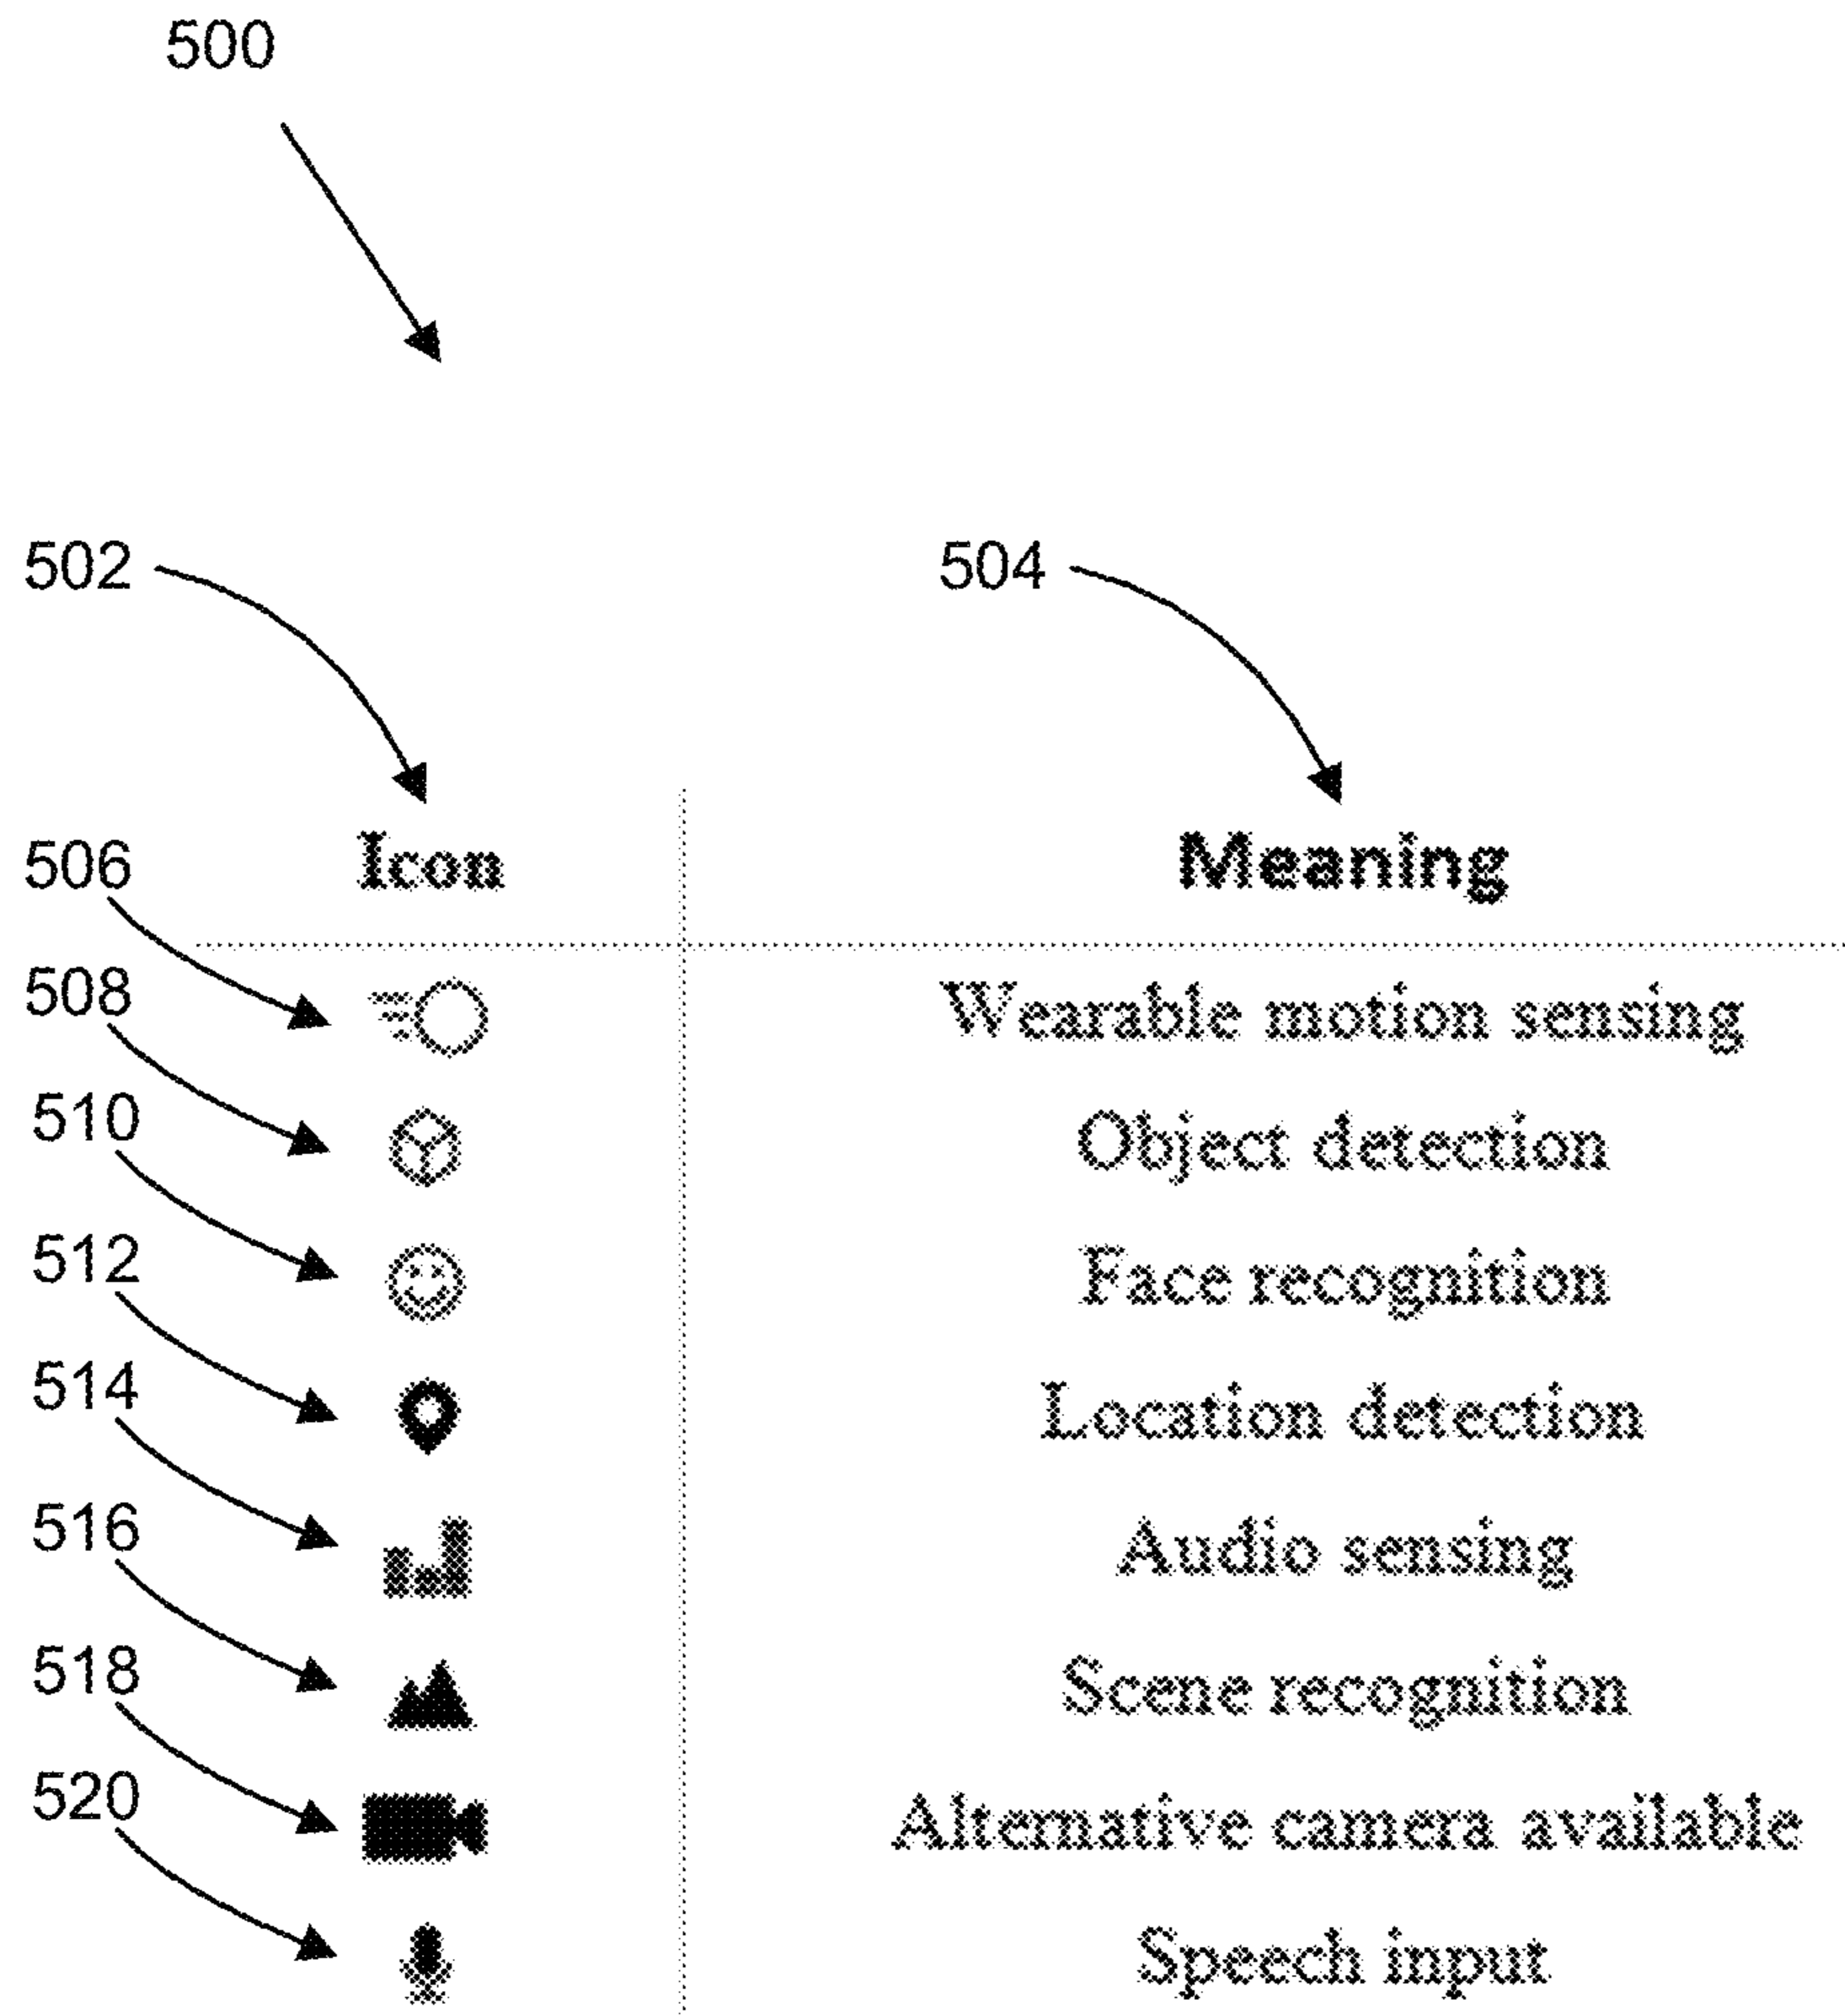 500
502 504
506 Icon Meaning
508 Wearable motion sensing
510 Object detection
512 Face recognition
514 Location detection
516 Audio sensing
518 Scene recognition
520 Alternative camera available
Speech input